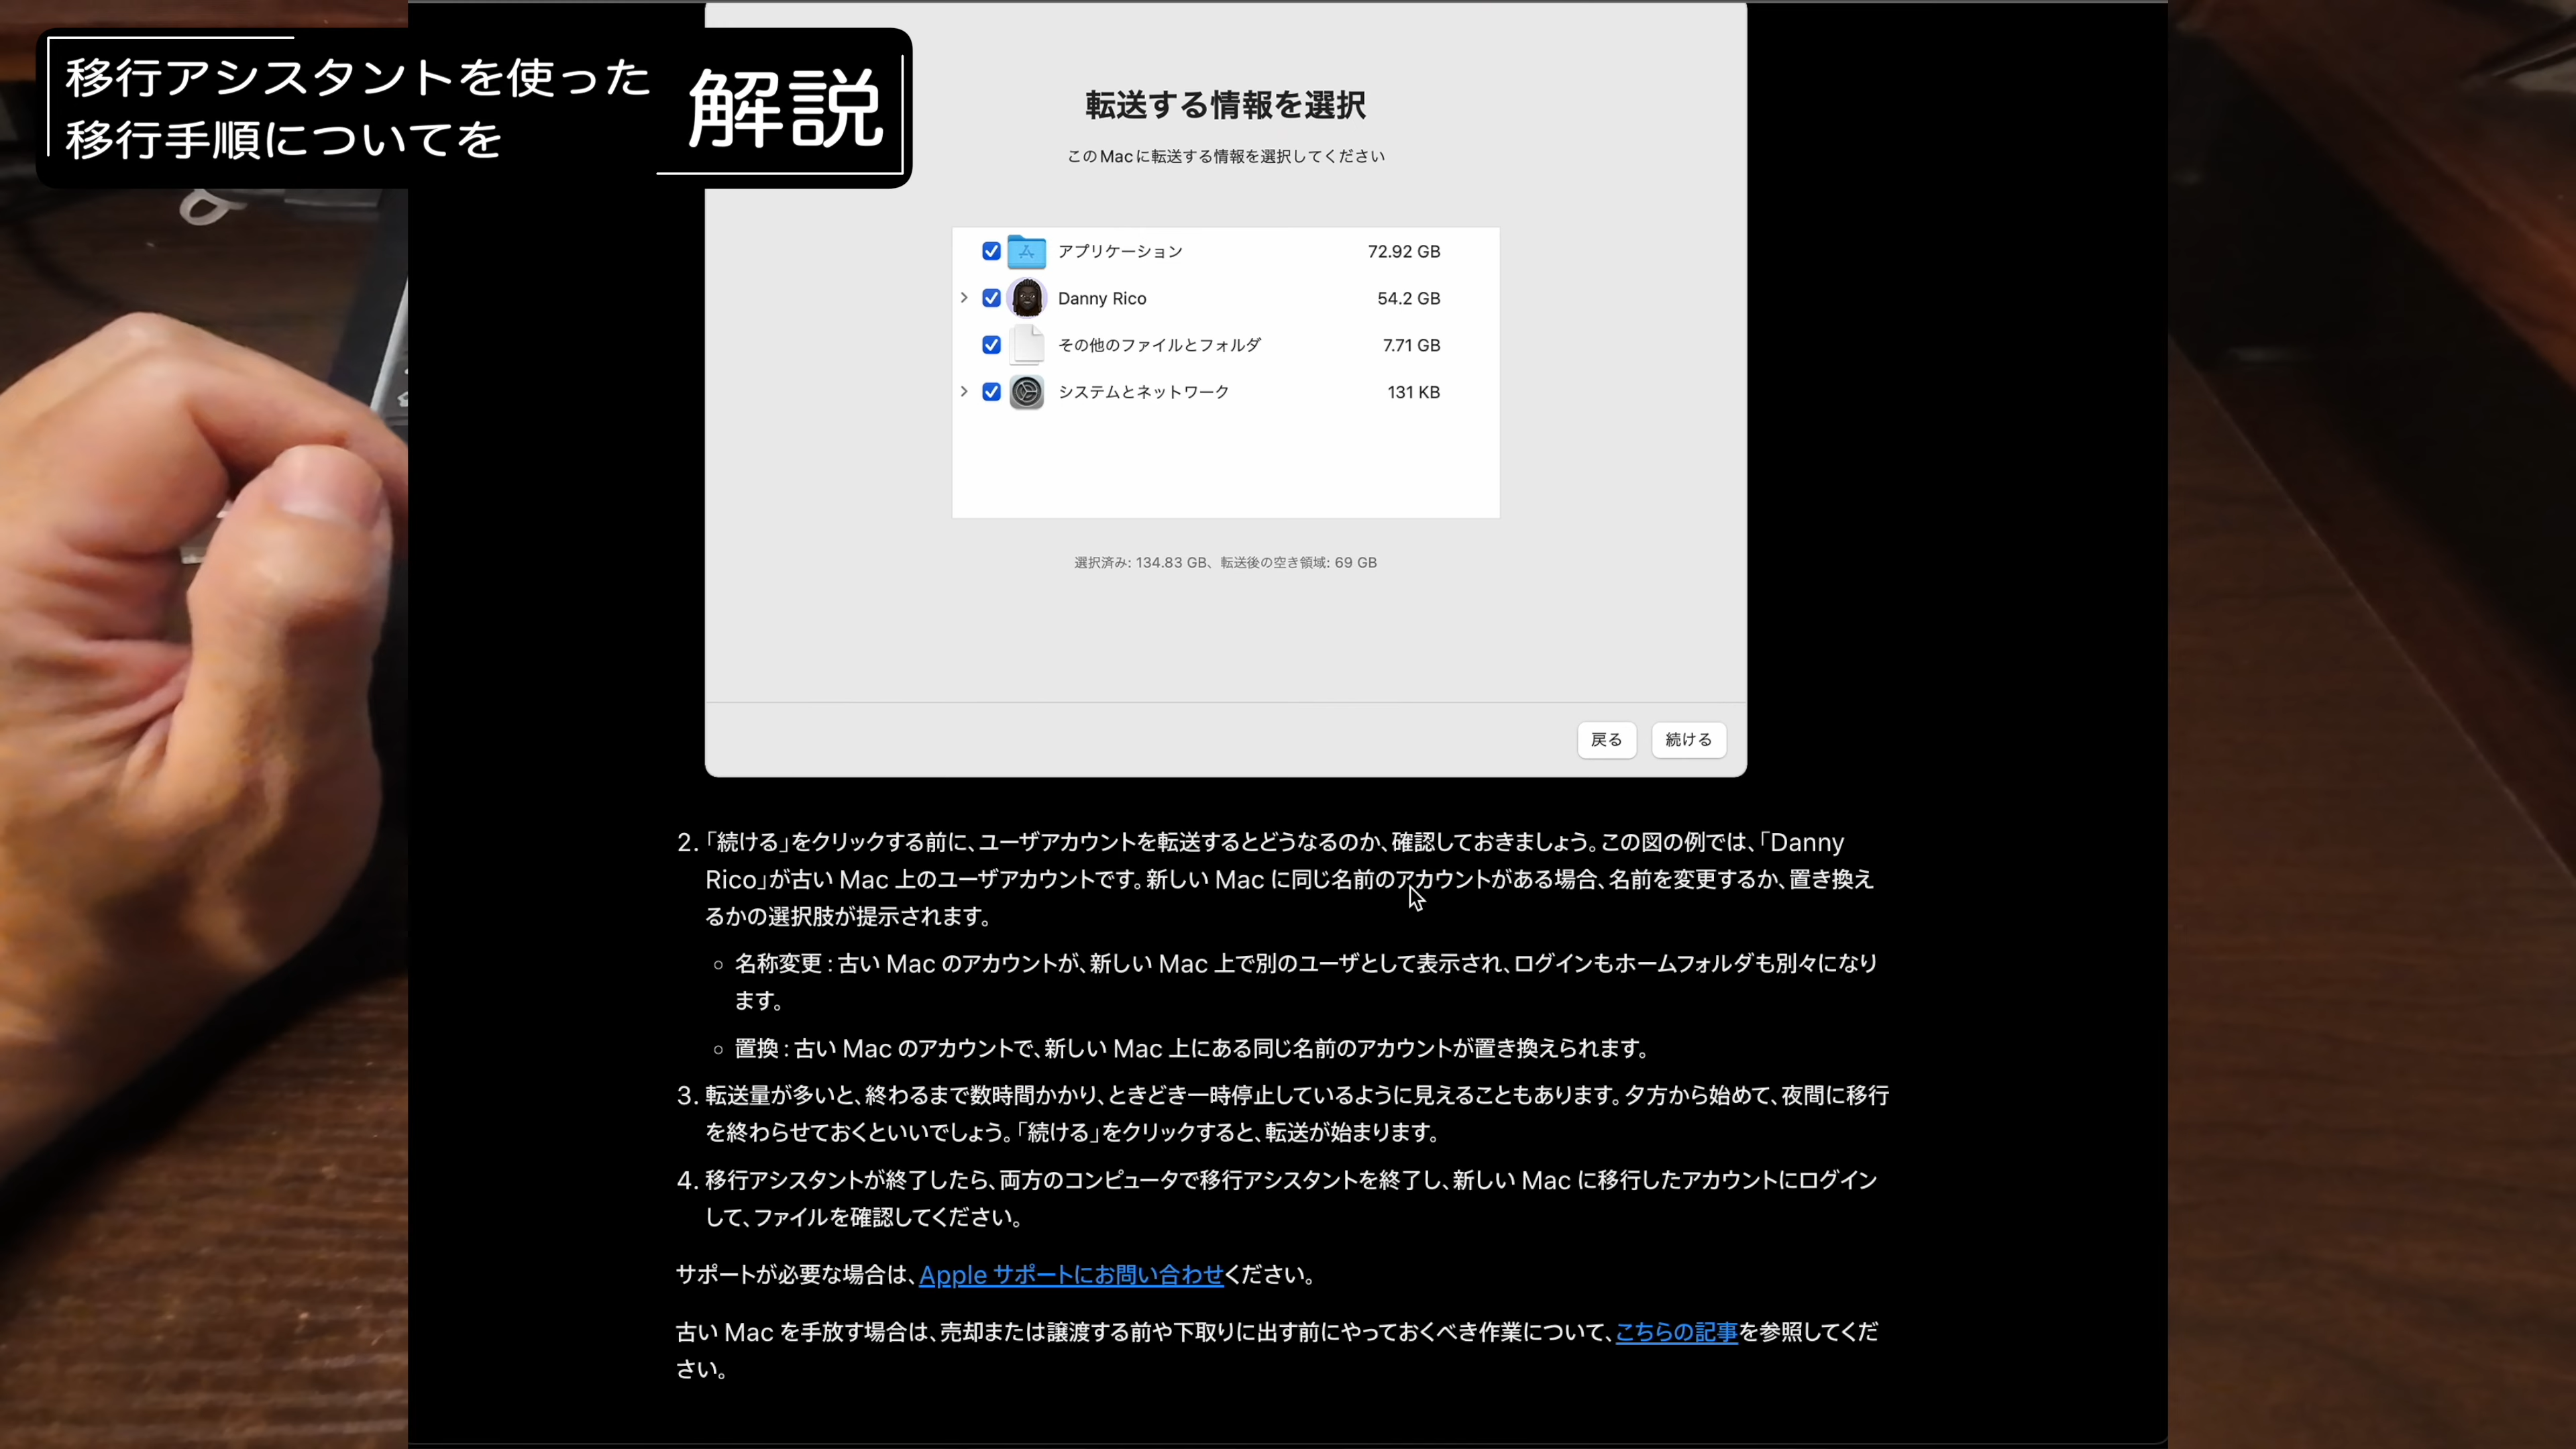 移行アシスタントを使った
移行手順についてを
解説
転送する情報を選択
このMacに転送する情報を選択してください
アプリケーション 72.92 GB
Danny Rico 54.2 GB
その他のファイルとフォルダ 7.71 GB
システムとネットワーク 131 KB
選択済み: 134.83 GB、転送後の空き領域: 69 GB
戻る 続ける
2. 「続ける」をクリックする前に、ユーザアカウントを転送するとどうなるのか、確認しておきましょう。この図の例では、「Danny
Rico」が古い Mac 上のユーザアカウントです。新しい Mac に同じ名前のアカウントがある場合、名前を変更するか、置き換え
るかの選択肢が提示されます。
○ 名称変更 : 古い Mac のアカウントが、新しい Mac 上で別のユーザとして表示され、ログインもホームフォルダも別々になり
ます。
○ 置換 : 古い Mac のアカウントで、新しい Mac 上にある同じ名前のアカウントが置き換えられます。
3. 転送量が多いと、終わるまで数時間かかり、ときどき一時停止しているように見えることもあります。夕方から始めて、夜間に移行
を終わらせておくといいでしょう。「続ける」をクリックすると、転送が始まります。
4. 移行アシスタントが終了したら、両方のコンピュータで移行アシスタントを終了し、新しい Mac に移行したアカウントにログイン
して、ファイルを確認してください。
サポートが必要な場合は、Apple サポートにお問い合わせください。
古い Mac を手放す場合は、売却または譲渡する前や下取りに出す前にやっておくべき作業について、こちらの記事を参照してくだ
さい。